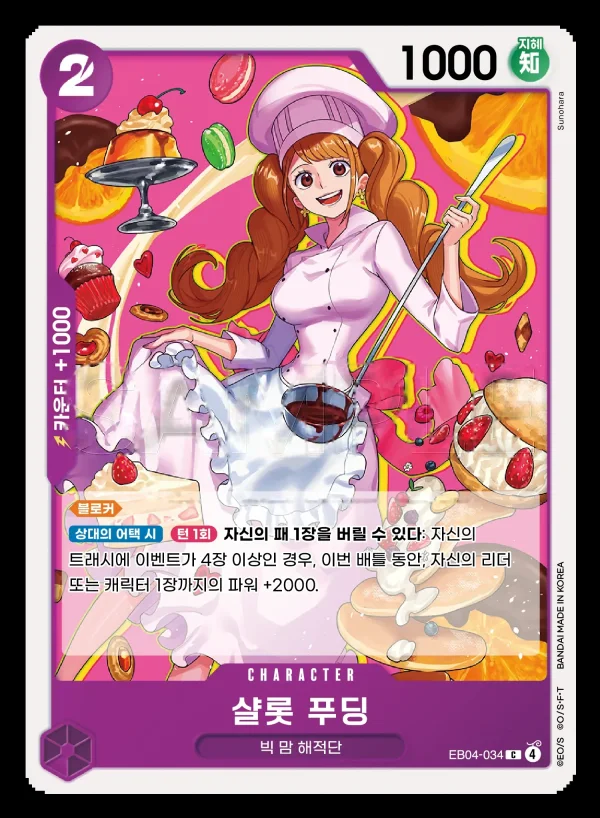 2
1000
지혜
知
Sunohara
⚡카운터 +1000
SAMPLE
블로커
상대의 어택 시 턴 1회 자신의 패 1장을 버릴 수 있다: 자신의
트래시에 이벤트가 4장 이상인 경우, 이번 배틀 동안, 자신의 리더
또는 캐릭터 1장까지의 파워 +2000.
CHARACTER
샬롯 푸딩
빅 맘 해적단
EB04-034 C 4
©EO/S ©O/S·F·T BANDAI MADE IN KOREA